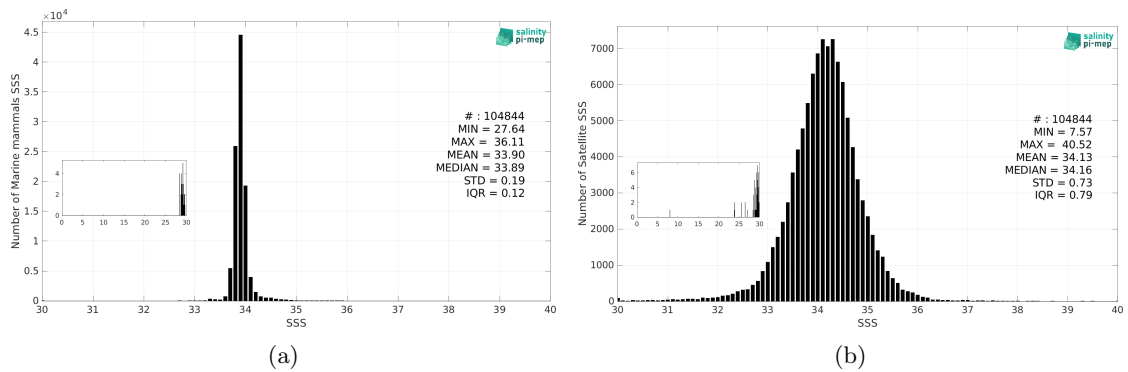 ×10⁴
4.5
4
3.5
3
2.5
2
1.5
1
0.5
0
Number of Marine mammals SSS
salinity
pi-mep
# : 104844
MIN = 27.64
MAX = 36.11
MEAN = 33.90
MEDIAN = 33.89
STD = 0.19
IQR = 0.12
4
2
0
0 5 10 15 20 25 30
30 31 32 33 34 35 36 37 38 39 40
SSS
(a)
7000
6000
5000
4000
3000
2000
1000
0
Number of Satellite SSS
salinity
pi-mep
# : 104844
MIN = 7.57
MAX = 40.52
MEAN = 34.13
MEDIAN = 34.16
STD = 0.73
IQR = 0.79
6
4
2
0
0 5 10 15 20 25 30
30 31 32 33 34 35 36 37 38 39 40
SSS
(b)